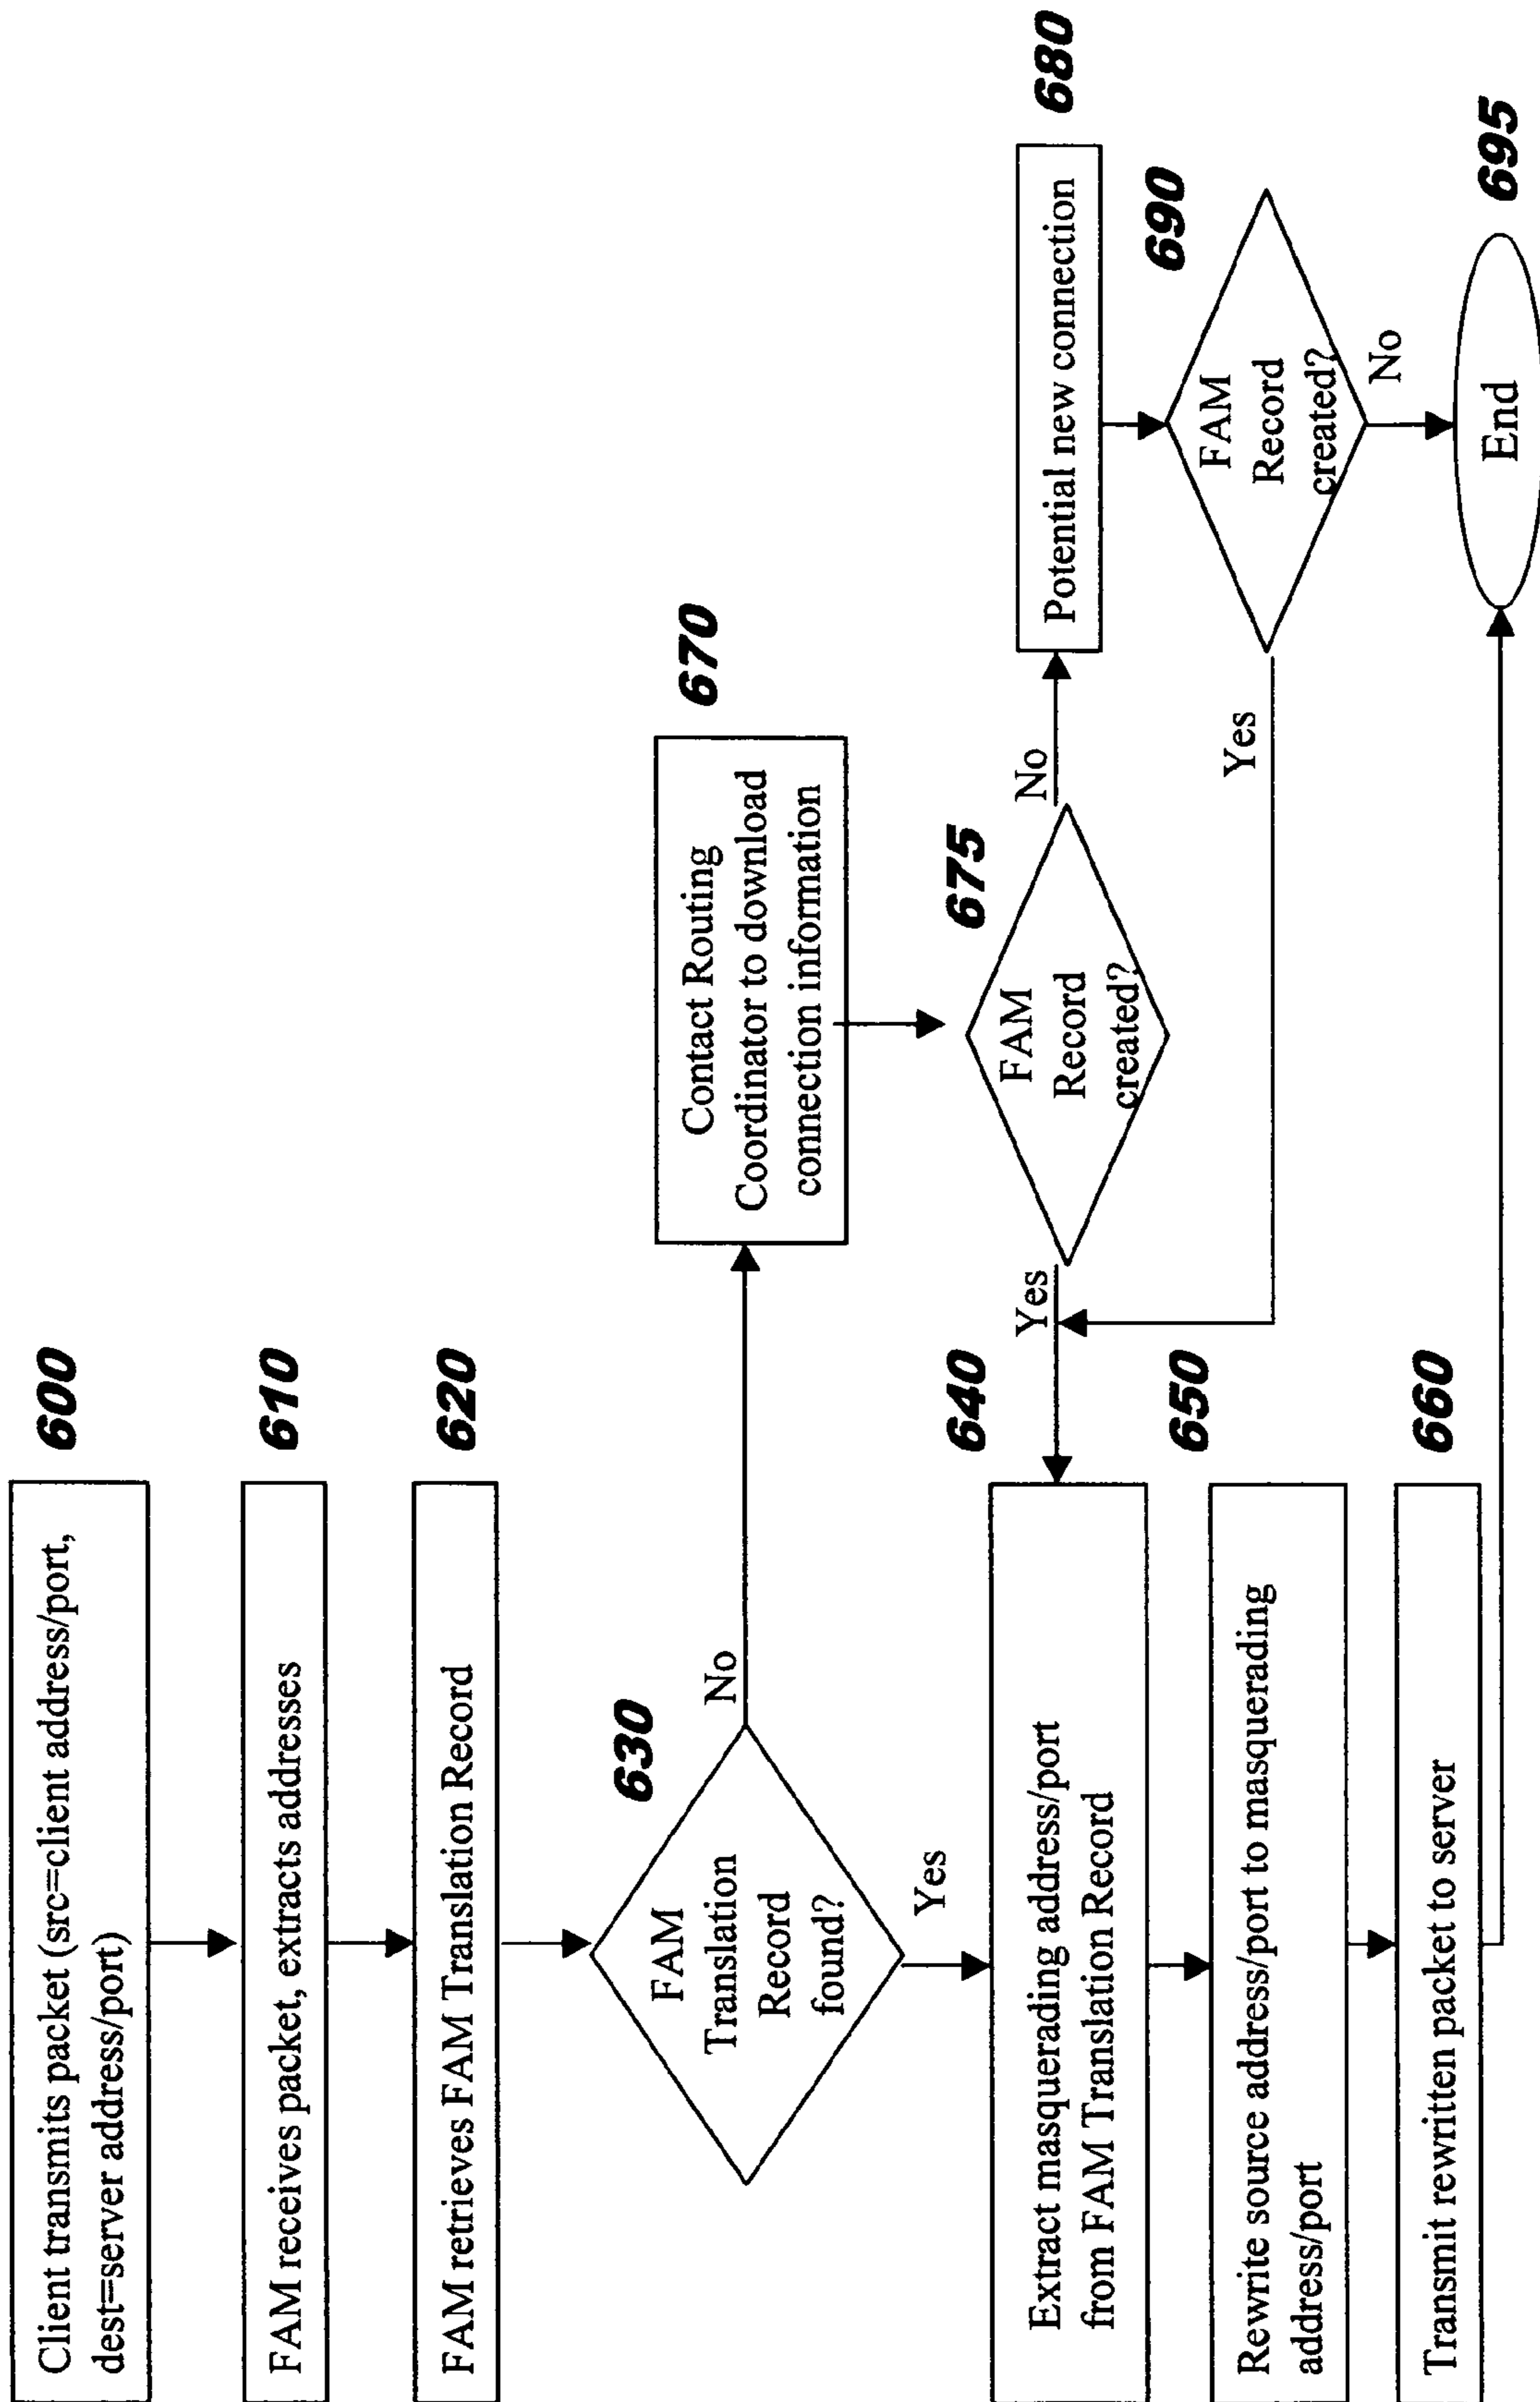 600
Client transmits packet (src=client address/port,
dest=server address/port)
610
FAM receives packet, extracts addresses
620
FAM retrieves FAM Translation Record
630
FAM
Translation
Record
found?
No
Yes
670
Contact Routing
Coordinator to download
connection information
675
FAM
Record
created?
No
Yes
680
Potential new connection
690
FAM
Record
created?
Yes
No
640
Extract masquerading address/port
from FAM Translation Record
650
Rewrite source address/port to masquerading
address/port
660
Transmit rewritten packet to server
695
End